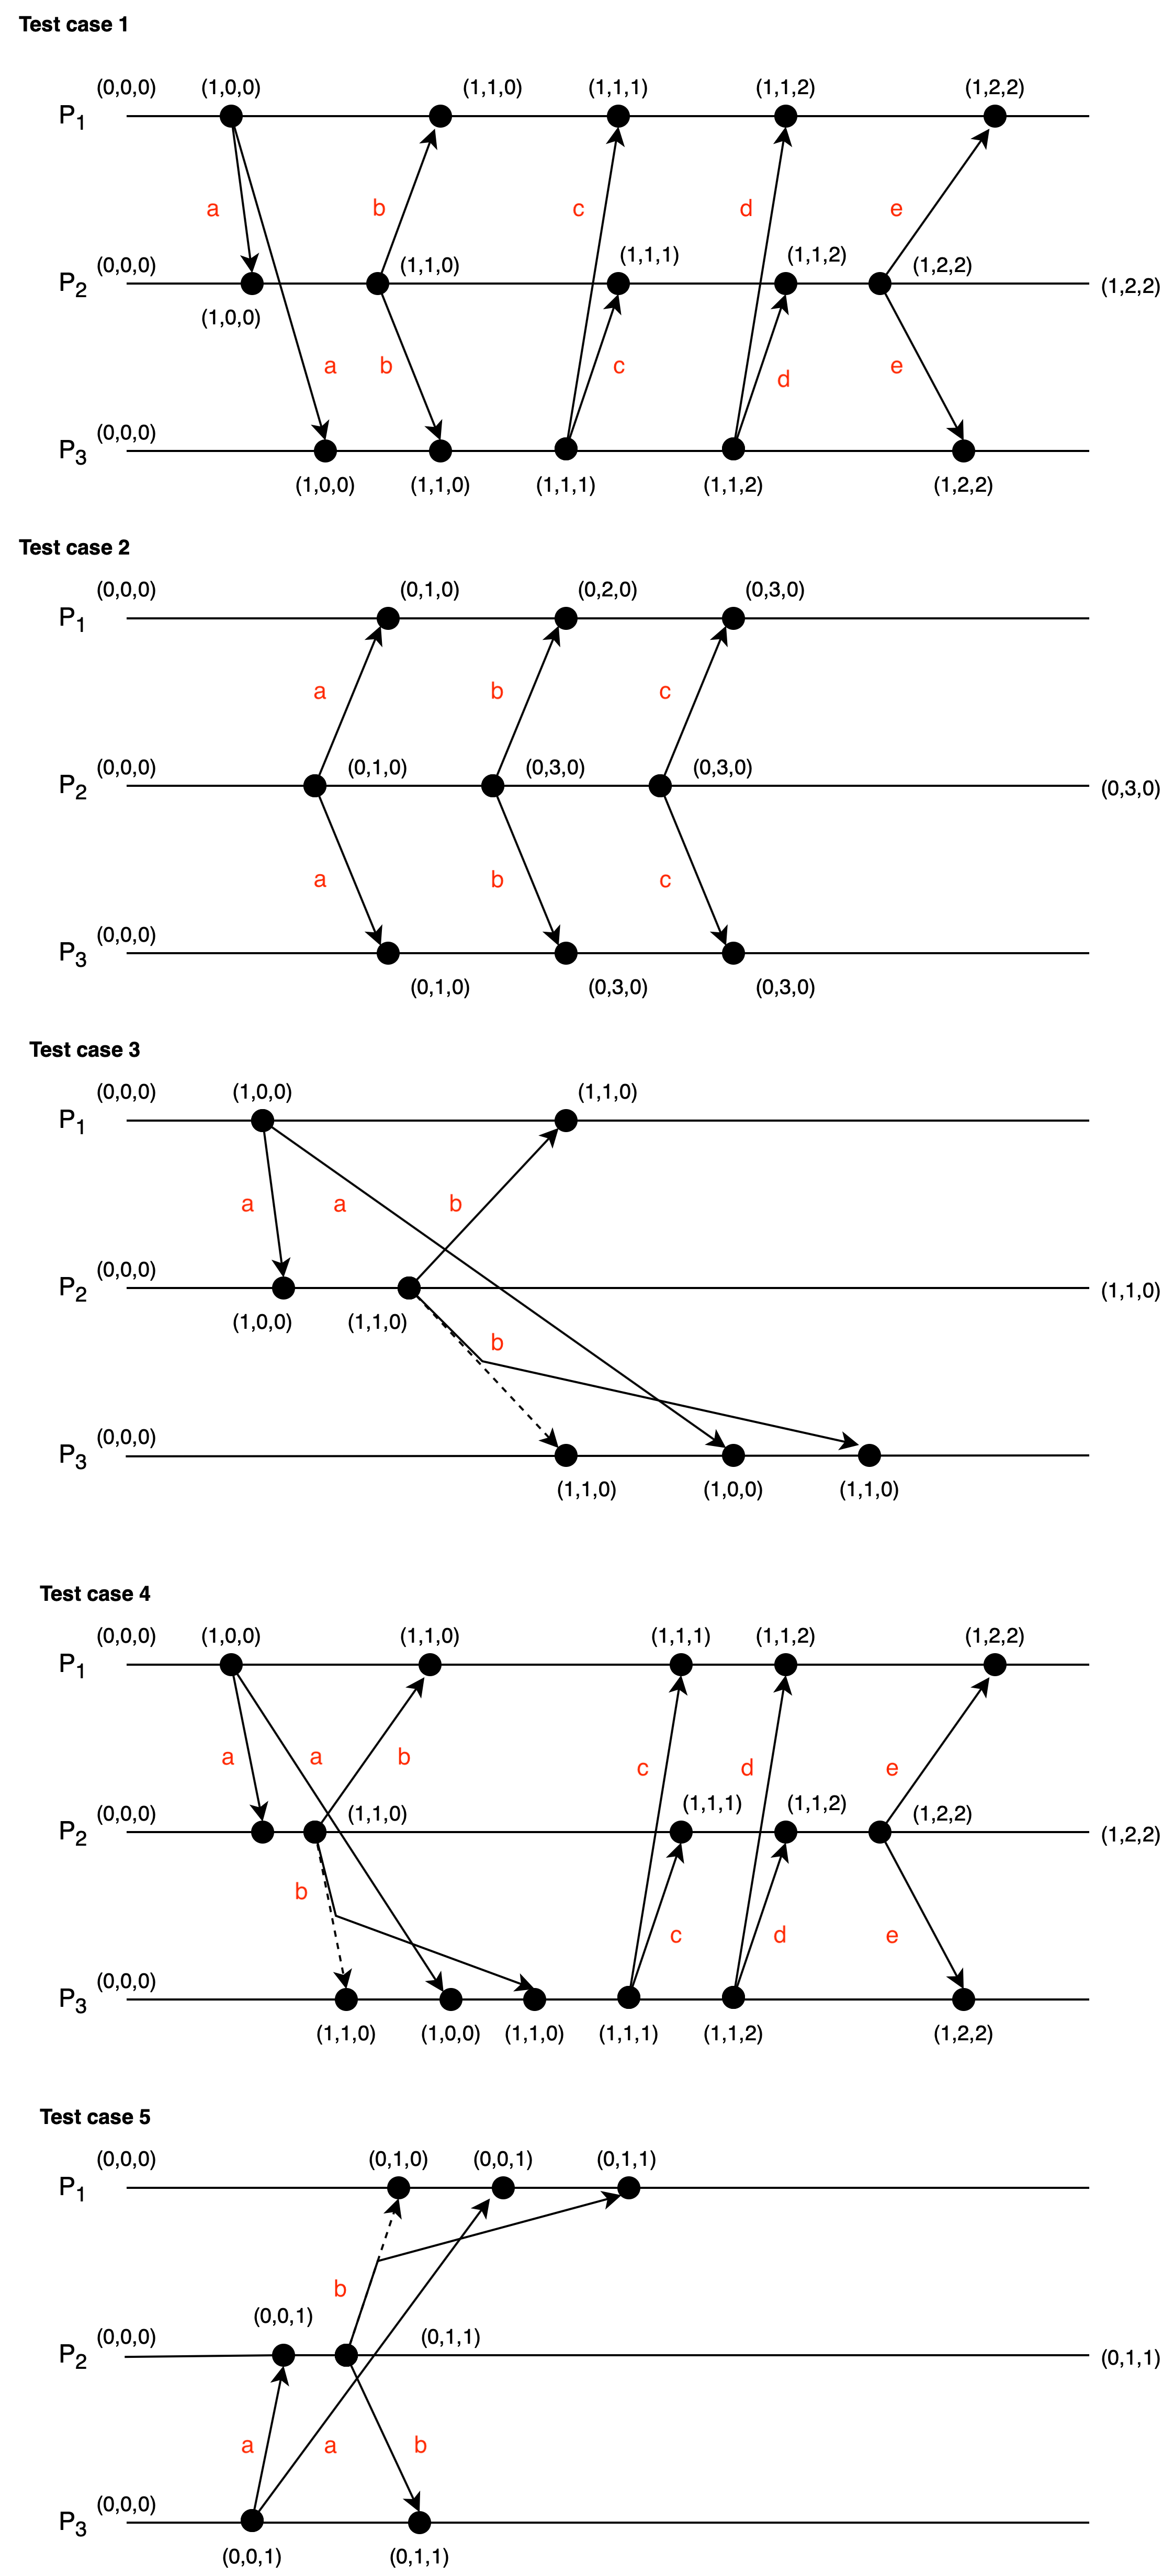 Test case 1
(0,0,0) (1,0,0) (1,1,0) (1,1,1) (1,1,2) (1,2,2)
P1
a b c d e
(0,0,0) (1,1,0) (1,1,1) (1,1,2) (1,2,2)
P2 (1,2,2)
(1,0,0)
a b c d e
(0,0,0)
P3
(1,0,0) (1,1,0) (1,1,1) (1,1,2) (1,2,2)
Test case 2
(0,0,0) (0,1,0) (0,2,0) (0,3,0)
P1
a b c
(0,0,0) (0,1,0) (0,3,0) (0,3,0)
P2 (0,3,0)
a b c
(0,0,0)
P3
(0,1,0) (0,3,0) (0,3,0)
Test case 3
(0,0,0) (1,0,0) (1,1,0)
P1
a a b
(0,0,0)
P2 (1,1,0)
(1,0,0) (1,1,0)
b
(0,0,0)
P3
(1,1,0) (1,0,0) (1,1,0)
Test case 4
(0,0,0) (1,0,0) (1,1,0) (1,1,1) (1,1,2) (1,2,2)
P1
a a b c d e
(0,0,0) (1,1,0) (1,1,1) (1,1,2) (1,2,2)
P2 (1,2,2)
b
c d e
(0,0,0)
P3
(1,1,0) (1,0,0) (1,1,0) (1,1,1) (1,1,2) (1,2,2)
Test case 5
(0,0,0) (0,1,0) (0,0,1) (0,1,1)
P1
b
(0,0,1)
(0,0,0) (0,1,1)
P2 (0,1,1)
a a b
(0,0,0)
P3
(0,0,1) (0,1,1)